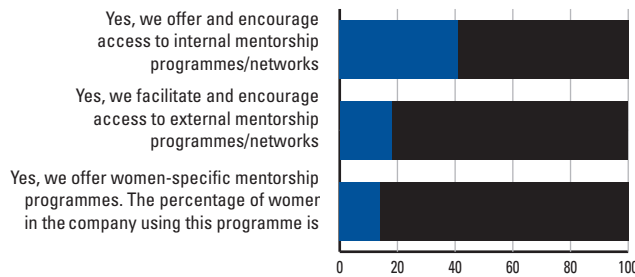 Yes, we offer and encourage
access to internal mentorship
programmes/networks
Yes, we facilitate and encourage
access to external mentorship
programmes/networks
Yes, we offer women-specific mentorship
programmes. The percentage of women
in the company using this programme is
0 20 40 60 80 100